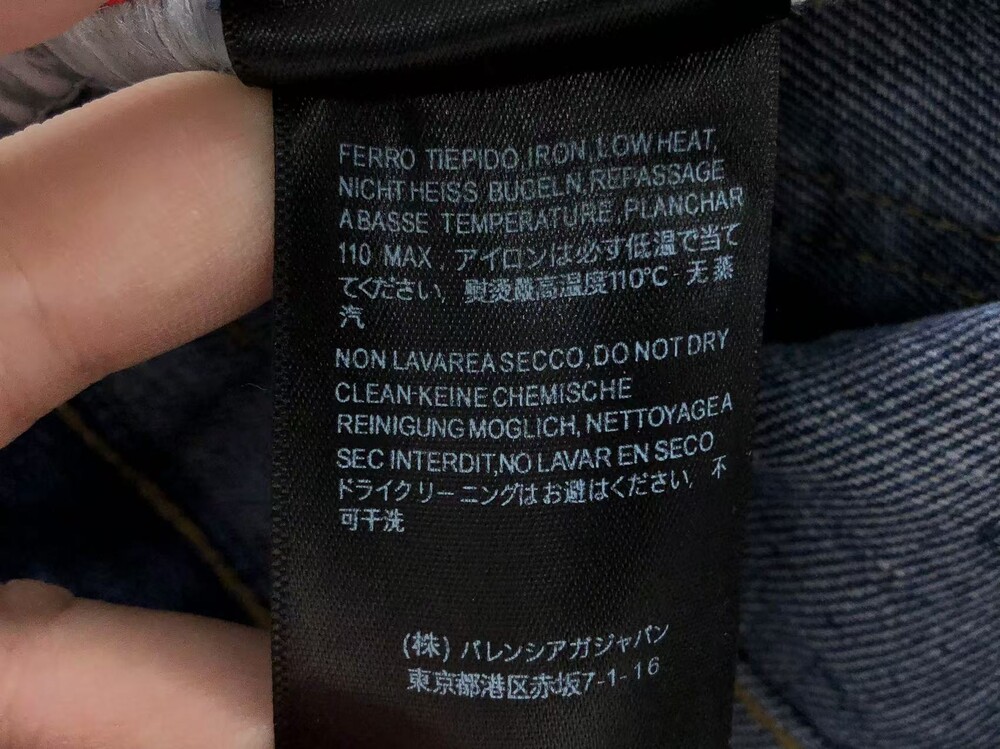 FERRO TIEPIDO, IRON, LOW HEAT,
NICHT HEISS BUGELN, REPASSAGE
A BASSE TEMPERATURE, PLANCHAR
110 MAX. アイロンは必ず低温で当て
てください。熨烫最高温度110°C - 无蒸
汽
NON LAVAREA SECCO, DO NOT DRY
CLEAN-KEINE CHEMISCHE
REINIGUNG MOGLICH, NETTOYAGE A
SEC INTERDIT, NO LAVAR EN SECO
ドライクリーニングはお避はください。不
可干洗
(株) バレンシアガジャパン
東京都港区赤坂7-1-16